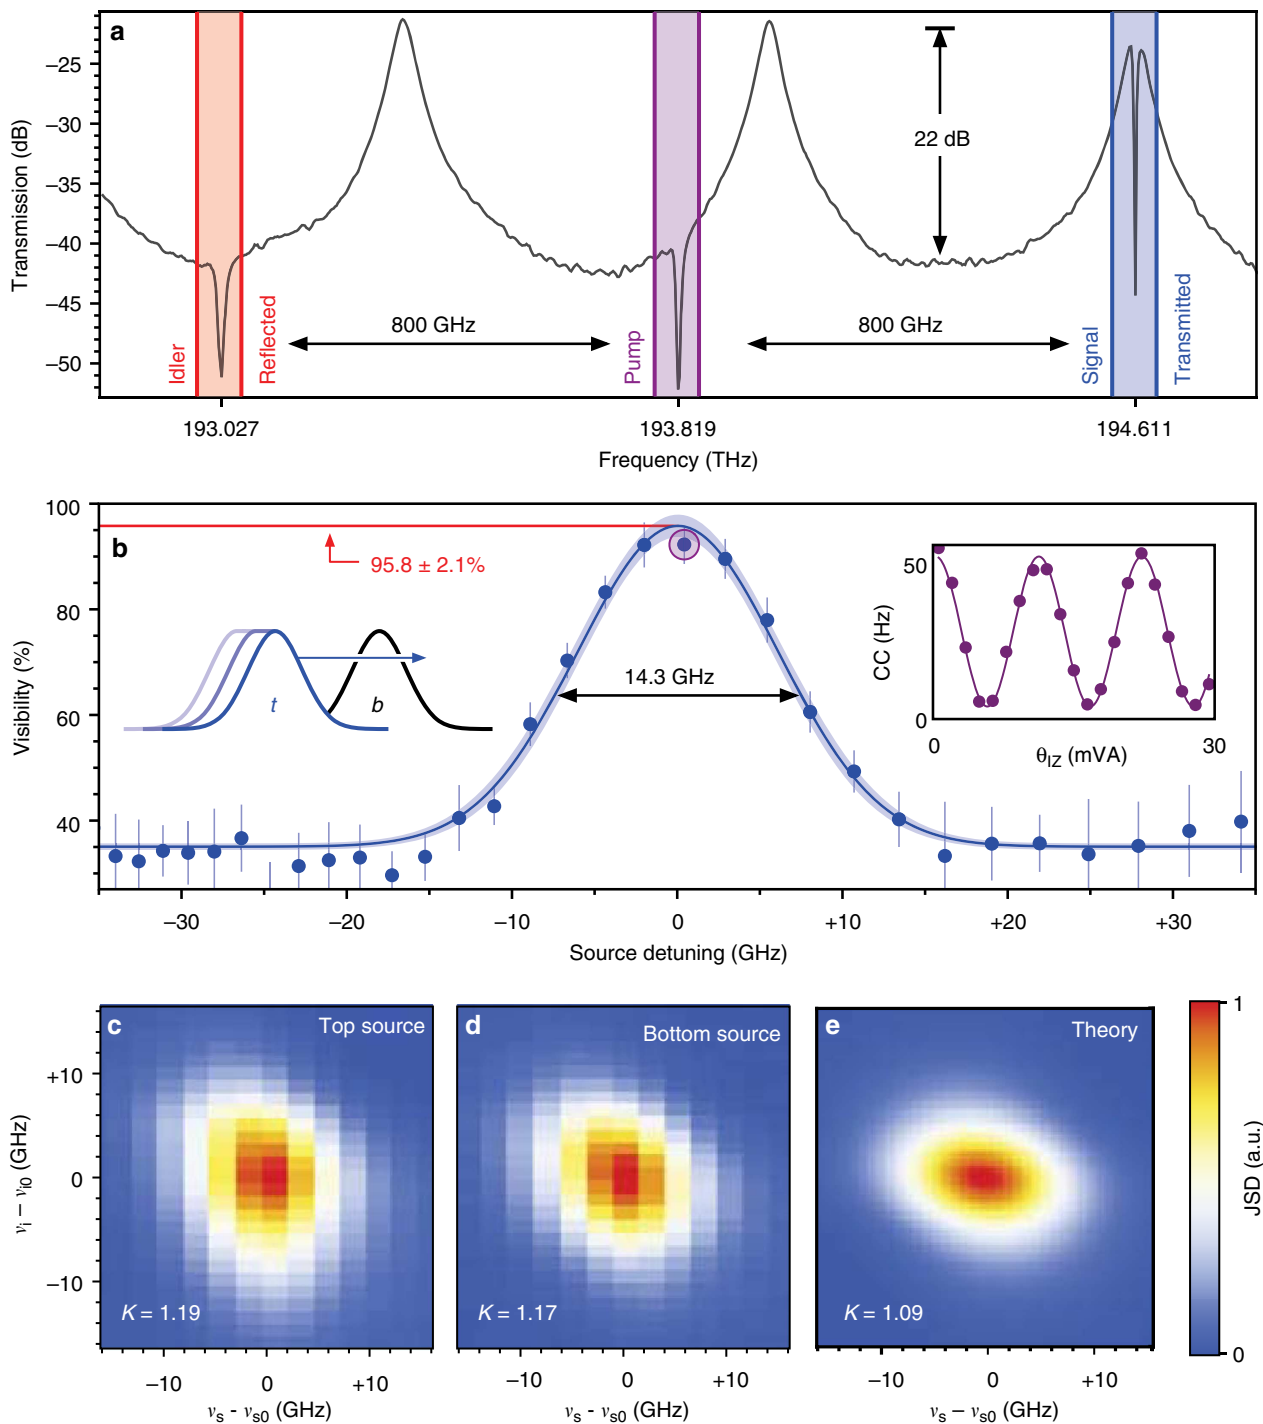 a
Transmission (dB)
–25
–30
–35
–40
–45
–50
22 dB
800 GHz
800 GHz
Idler
Reflected
Pump
Signal
Transmitted
193.027
193.819
194.611
Frequency (THz)
b
Visibility (%)
100
80
60
40
95.8 ± 2.1%
t
b
14.3 GHz
CC (Hz)
50
0
0
30
θIZ (mVA)
–30
–20
–10
0
+10
+20
+30
Source detuning (GHz)
c
Top source
K = 1.19
d
Bottom source
K = 1.17
e
Theory
K = 1.09
νi – νi0 (GHz)
+10
0
–10
–10
0
+10
νs - νs0 (GHz)
–10
0
+10
νs - νs0 (GHz)
–10
0
+10
νs – νs0 (GHz)
1
0
JSD (a.u.)